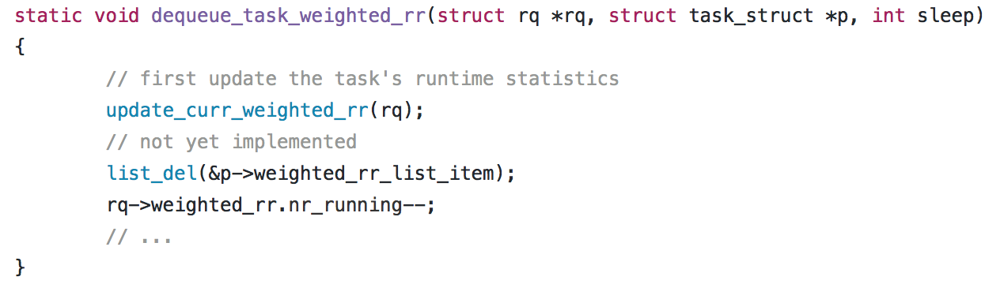 static void dequeue_task_weighted_rr(struct rq *rq, struct task_struct *p, int sleep)
{
        // first update the task's runtime statistics
        update_curr_weighted_rr(rq);
        // not yet implemented
        list_del(&p->weighted_rr_list_item);
        rq->weighted_rr.nr_running--;
        // ...
}